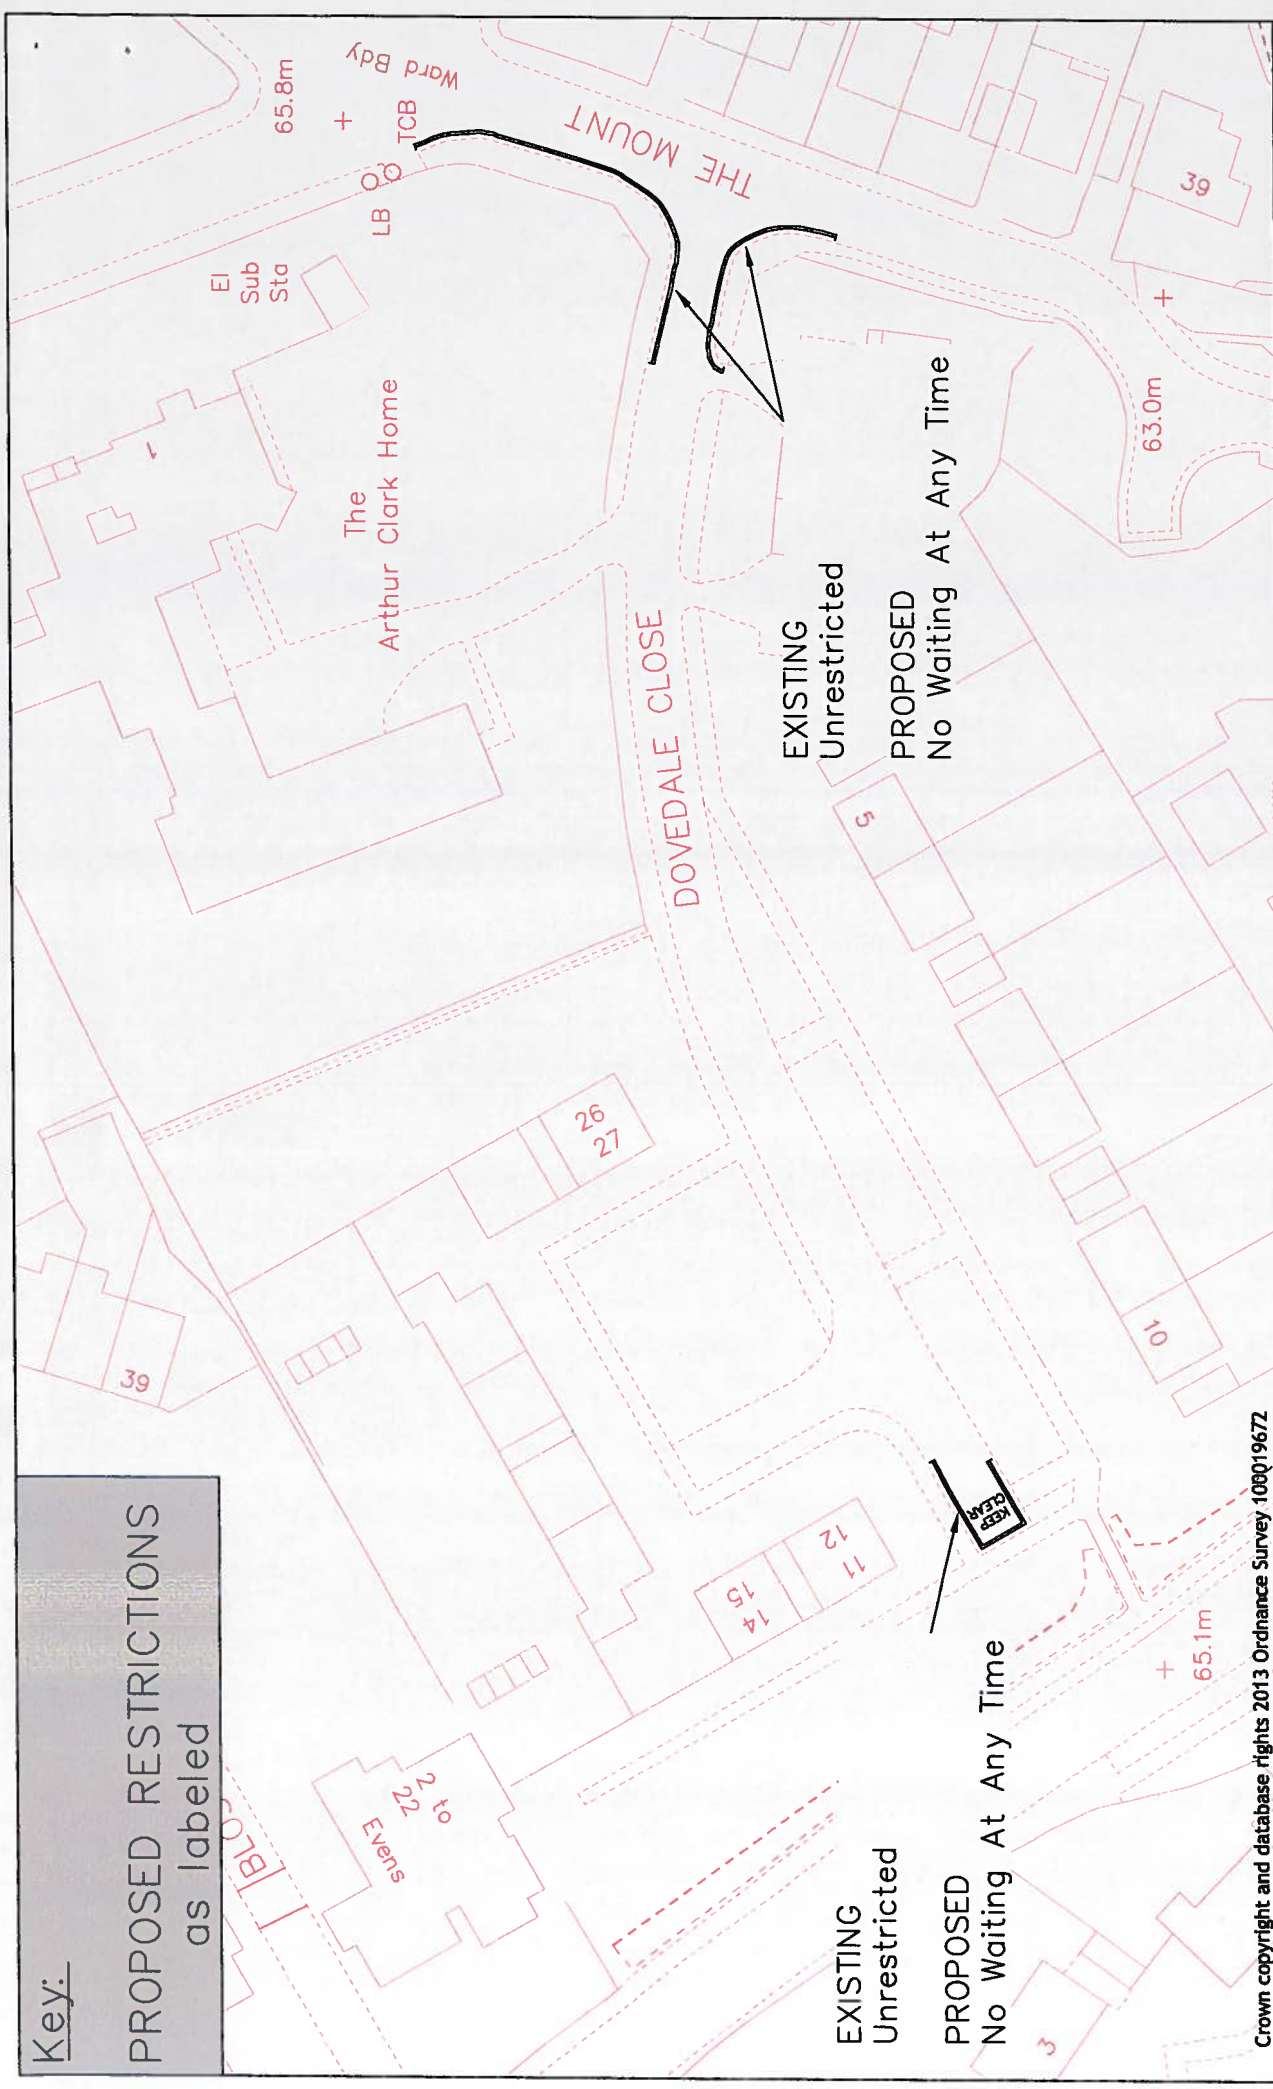 Key:
PROPOSED RESTRICTIONS
as labeled
65.8m
Ward Bdy
TCB
LB
El
Sub
Sta
THE MOUNT
39
1
The
Arthur Clark Home
63.0m
DOVEDALE CLOSE
EXISTING
Unrestricted
PROPOSED
No Waiting At Any Time
5
26
27
39
10
KEEP
CLEAR
11
12
14
15
2 to
22
Evens
EXISTING
Unrestricted
PROPOSED
No Waiting At Any Time
65.1m
3
Crown copyright and database rights 2013 Ordnance Survey 100019672